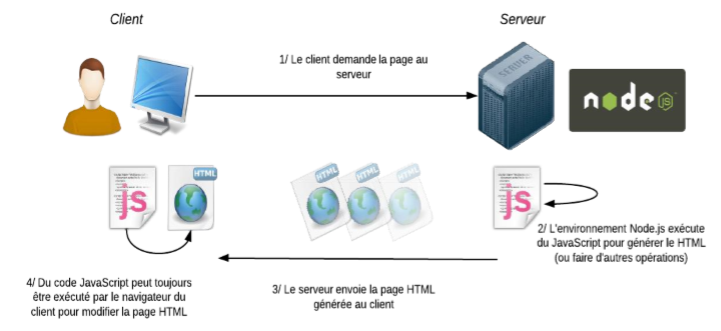 Client
Serveur
1/ Le client demande la page au
serveur
SERVER
node
JS
HTML
HTML
HTML
HTML
js
js
2/ L'environnement Node.js exécute
du JavaScript pour générer le HTML
(ou faire d'autres opérations)
3/ Le serveur envoie la page HTML
générée au client
4/ Du code JavaScript peut toujours
être exécuté par le navigateur du
client pour modifier la page HTML